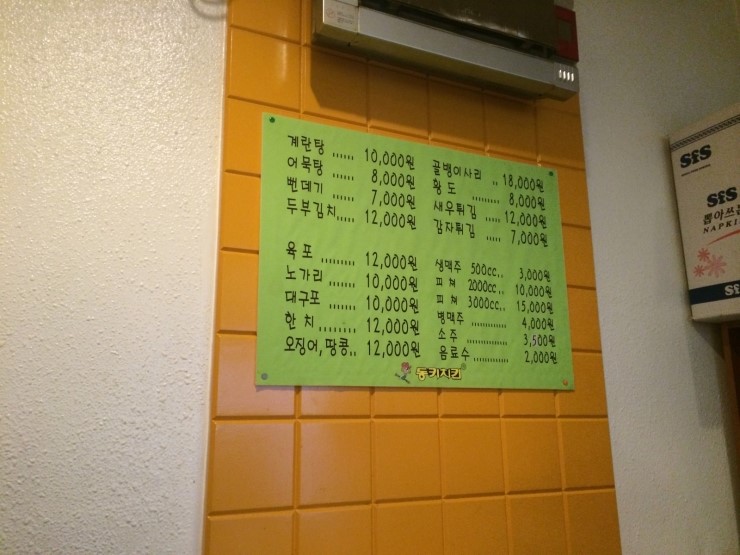 계란탕 ...... 10,000원
어묵탕 ...... 8,000원
뻔데기 ...... 7,000원
두부김치..... 12,000원
육 포 ......... 12,000원
노가리 ....... 10,000원
대구포 ....... 10,000원
한 치 ......... 12,000원
오징어, 땅콩.. 12,000원
골뱅이사리 .. 18,000원
황 도 ......... 8,000원
새우튀김 ..... 12,000원
감자튀김 ..... 7,000원
생맥주 500cc.. 3,000원
피 쳐 2000cc.. 10,000원
피 쳐 3000cc.. 15,000원
병맥주 ............. 4,000원
소주 ............... 3,500원
음료수............. 2,000원
둥키치킨
SfS
SfS
뽑아쓰는
NAPKI
Sf